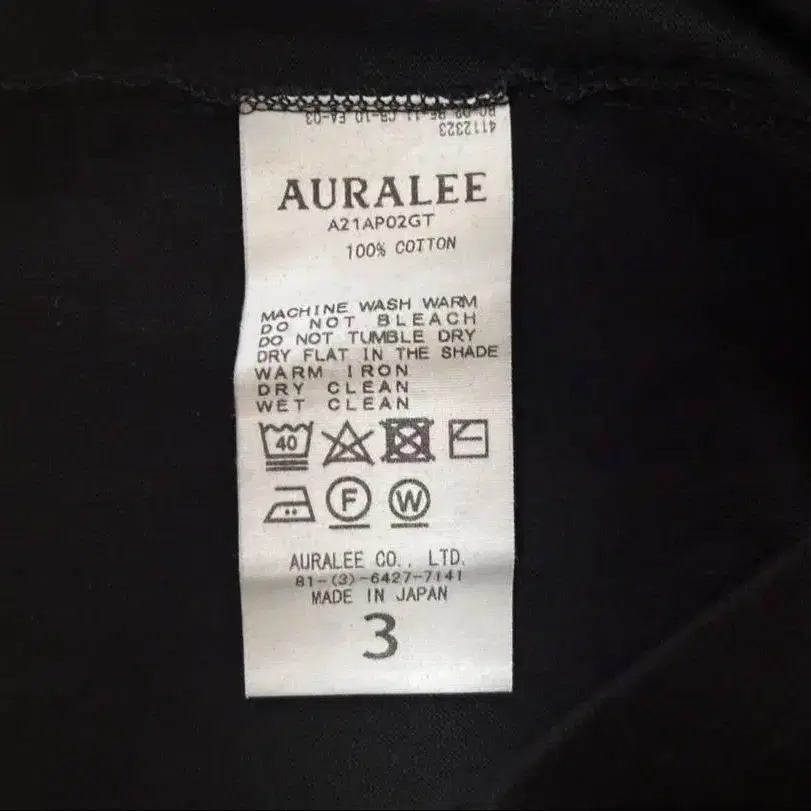 4112323
AURALEE
A21AP02GT
100% COTTON
MACHINE WASH WARM
DO NOT BLEACH
DO NOT TUMBLE DRY
DRY FLAT IN THE SHADE
WARM IRON
DRY CLEAN
WET CLEAN
40
F W
AURALEE CO., LTD.
81-(3)-6427-7141
MADE IN JAPAN
3